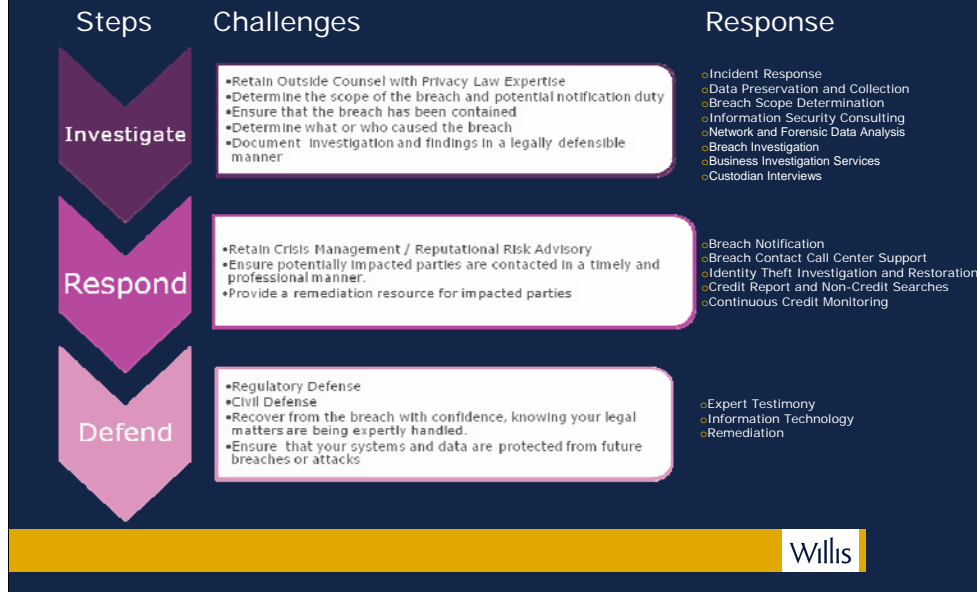 Steps
Challenges
Response
Investigate
•Retain Outside Counsel with Privacy Law Expertise
•Determine the scope of the breach and potential notification duty
•Ensure that the breach has been contained
•Determine what or who caused the breach
•Document investigation and findings in a legally defensible
manner
oIncident Response
oData Preservation and Collection
oBreach Scope Determination
oInformation Security Consulting
oNetwork and Forensic Data Analysis
oBreach Investigation
oBusiness Investigation Services
oCustodian Interviews
Respond
•Retain Crisis Management / Reputational Risk Advisory
•Ensure potentially impacted parties are contacted in a timely and
professional manner.
•Provide a remediation resource for impacted parties
oBreach Notification
oBreach Contact Call Center Support
oIdentity Theft Investigation and Restoration
oCredit Report and Non-Credit Searches
oContinuous Credit Monitoring
Defend
•Regulatory Defense
•Civil Defense
•Recover from the breach with confidence, knowing your legal
matters are being expertly handled.
•Ensure that your systems and data are protected from future
breaches or attacks
oExpert Testimony
oInformation Technology
oRemediation
Willis